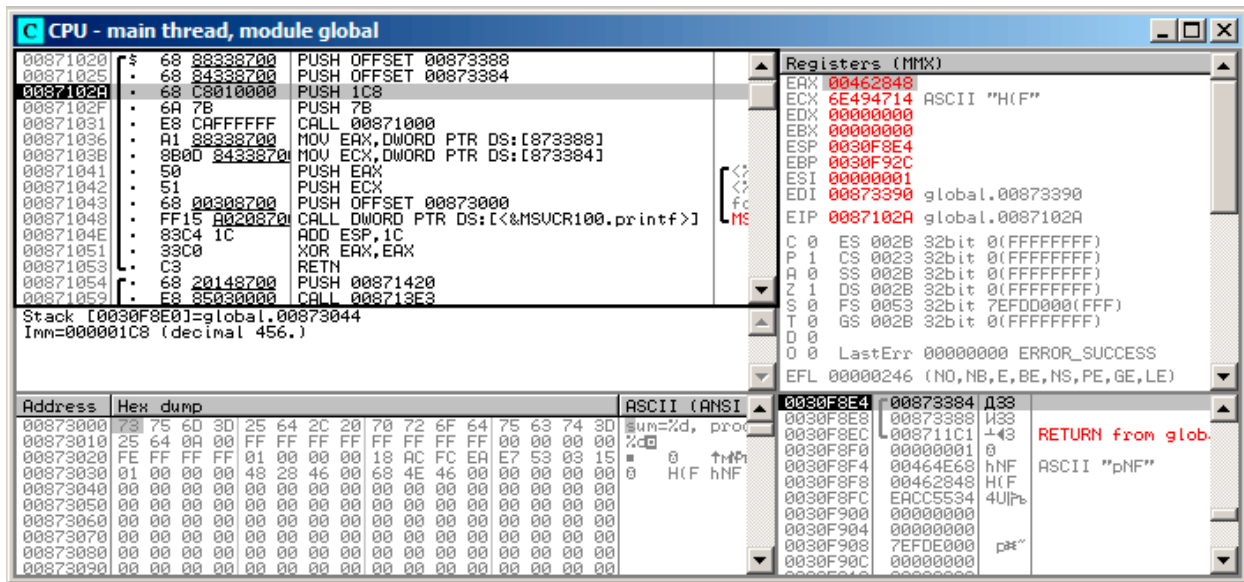 C CPU - main thread, module global
00871020 $ 68 88338700 PUSH OFFSET 00873388
00871025 · 68 84338700 PUSH OFFSET 00873384
0087102A · 68 C8010000 PUSH 1C8
0087102F · 6A 7B PUSH 7B
00871031 · E8 CAFFFFFF CALL 00871000
00871036 · A1 88338700 MOV EAX,DWORD PTR DS:[873388]
0087103B · 8B0D 84338700 MOV ECX,DWORD PTR DS:[873384]
00871041 · 50 PUSH EAX
00871042 · 51 PUSH ECX
00871043 · 68 00308700 PUSH OFFSET 00873000
00871048 · FF15 A0208700 CALL DWORD PTR DS:[<&MSVCR100.printf>]
0087104E · 83C4 1C ADD ESP,1C
00871051 · 33C0 XOR EAX,EAX
00871053 · C3 RETN
00871054 · 68 20148700 PUSH 00871420
00871059 · E8 85030000 CALL 008713E3
Stack [0030F8E0]=global.00873044
Imm=000001C8 (decimal 456.)
Registers (MMX)
EAX 00462848
ECX 6E494714 ASCII "H(F"
EDX 00000000
EBX 00000000
ESP 0030F8E4
EBP 0030F92C
ESI 00000001
EDI 00873390 global.00873390
EIP 0087102A global.0087102A
C 0 ES 002B 32bit 0(FFFFFFFF)
P 1 CS 0023 32bit 0(FFFFFFFF)
A 0 SS 002B 32bit 0(FFFFFFFF)
Z 1 DS 002B 32bit 0(FFFFFFFF)
S 0 FS 0053 32bit 7EFDD000(FFF)
T 0 GS 002B 32bit 0(FFFFFFFF)
D 0
O 0 LastErr 00000000 ERROR_SUCCESS
EFL 00000246 (NO,NB,E,BE,NS,PE,GE,LE)
Address Hex dump ASCII (ANSI
00873000 73 75 6D 3D 25 64 2C 20 70 72 6F 64 75 63 74 3D sum=%d, proc
00873010 25 64 0A 00 FF FF FF FF FF FF FF FF 00 00 00 00 %d
00873020 FE FF FF FF 01 00 00 00 18 AC FC EA E7 53 03 15
00873030 01 00 00 00 48 28 46 00 68 4E 46 00 00 00 00 00 H(F hNF
00873040 00 00 00 00 00 00 00 00 00 00 00 00 00 00 00 00
00873050 00 00 00 00 00 00 00 00 00 00 00 00 00 00 00 00
00873060 00 00 00 00 00 00 00 00 00 00 00 00 00 00 00 00
00873070 00 00 00 00 00 00 00 00 00 00 00 00 00 00 00 00
00873080 00 00 00 00 00 00 00 00 00 00 00 00 00 00 00 00
00873090 00 00 00 00 00 00 00 00 00 00 00 00 00 00 00 00
0030F8E4 00873384 Д33
0030F8E8 00873388 И33
0030F8EC 008711C1 RETURN from glob
0030F8F0 00000001
0030F8F4 00464E68 hNF ASCII "pNF"
0030F8F8 00462848 H(F
0030F8FC EACC5534
0030F900 00000000
0030F904 00000000
0030F908 7EFDE000
0030F90C 00000000